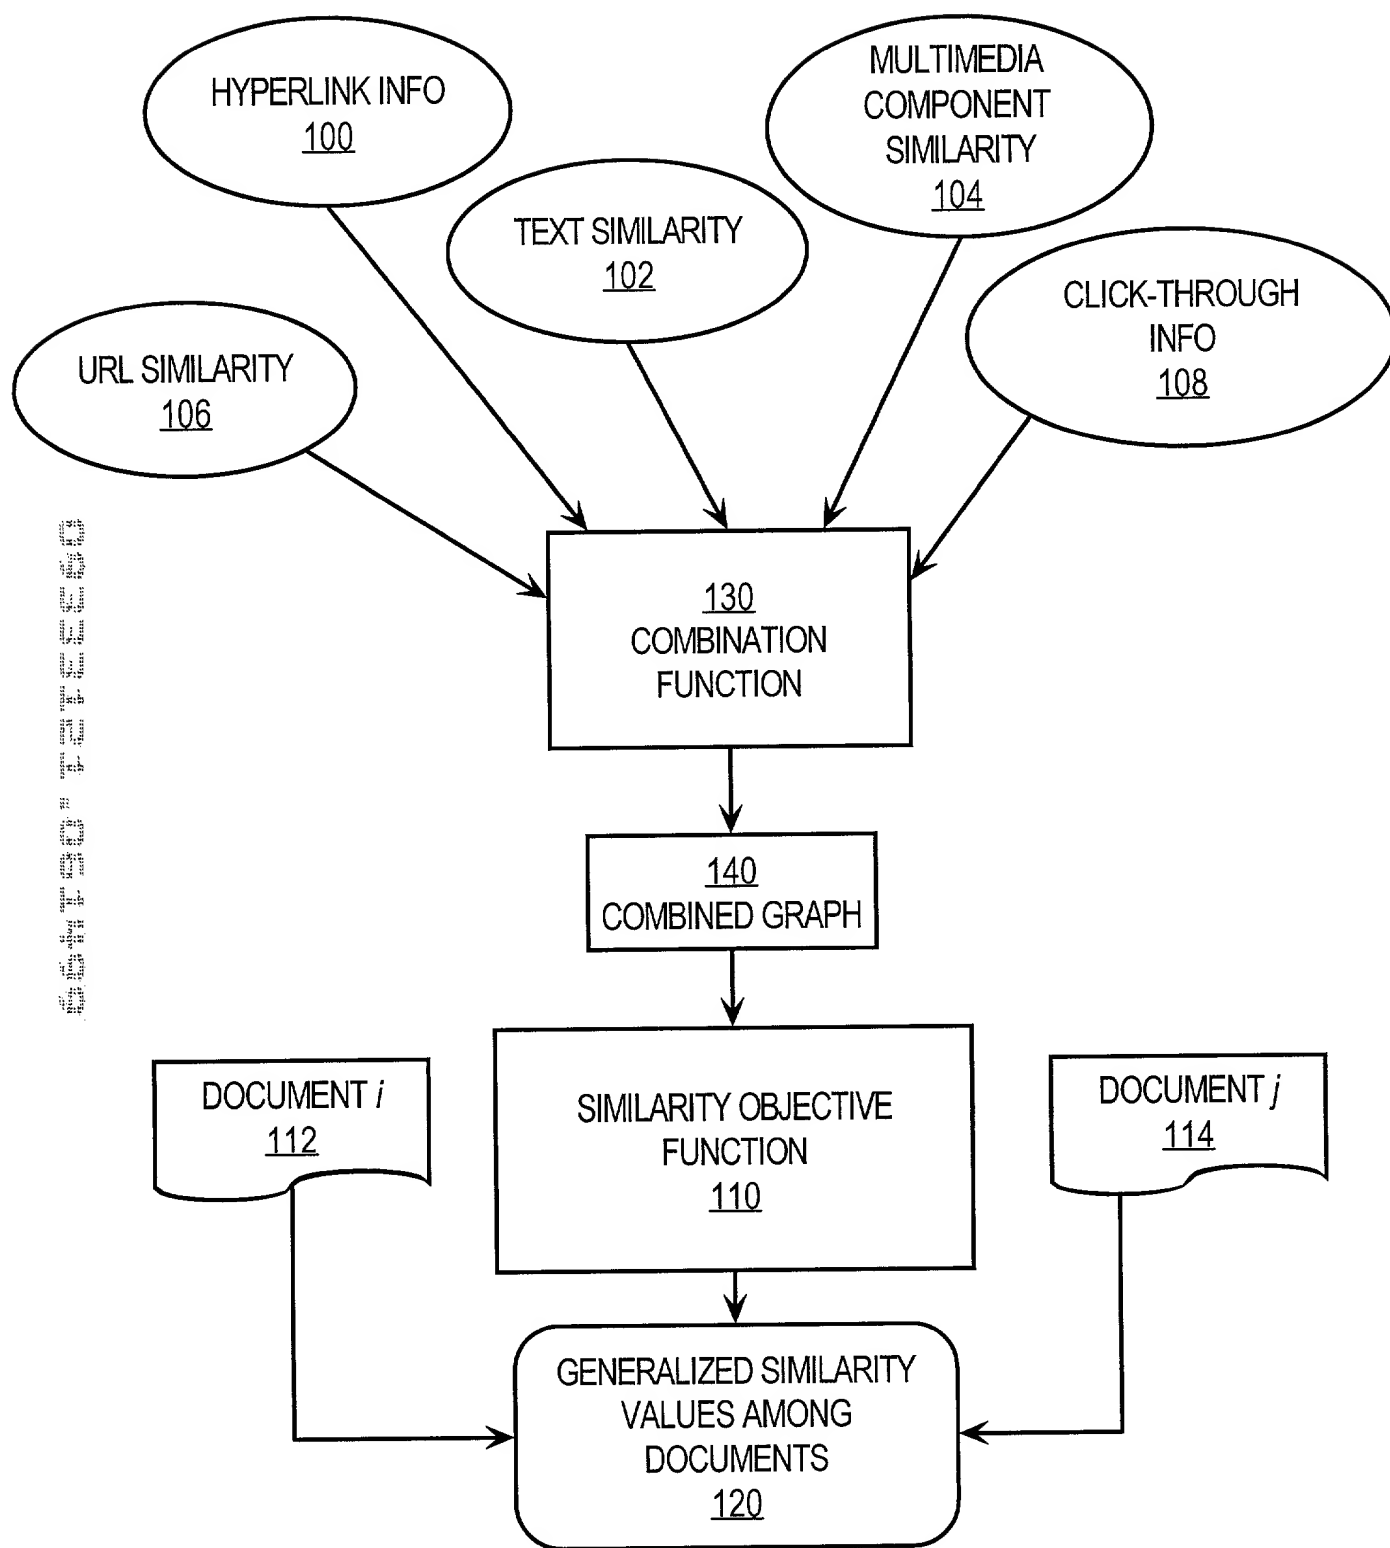 HYPERLINK INFO
100
MULTIMEDIA
COMPONENT
SIMILARITY
104
TEXT SIMILARITY
102
CLICK-THROUGH
INFO
108
URL SIMILARITY
106
130
COMBINATION
FUNCTION
140
COMBINED GRAPH
DOCUMENT i
112
SIMILARITY OBJECTIVE
FUNCTION
110
DOCUMENT j
114
GENERALIZED SIMILARITY
VALUES AMONG
DOCUMENTS
120